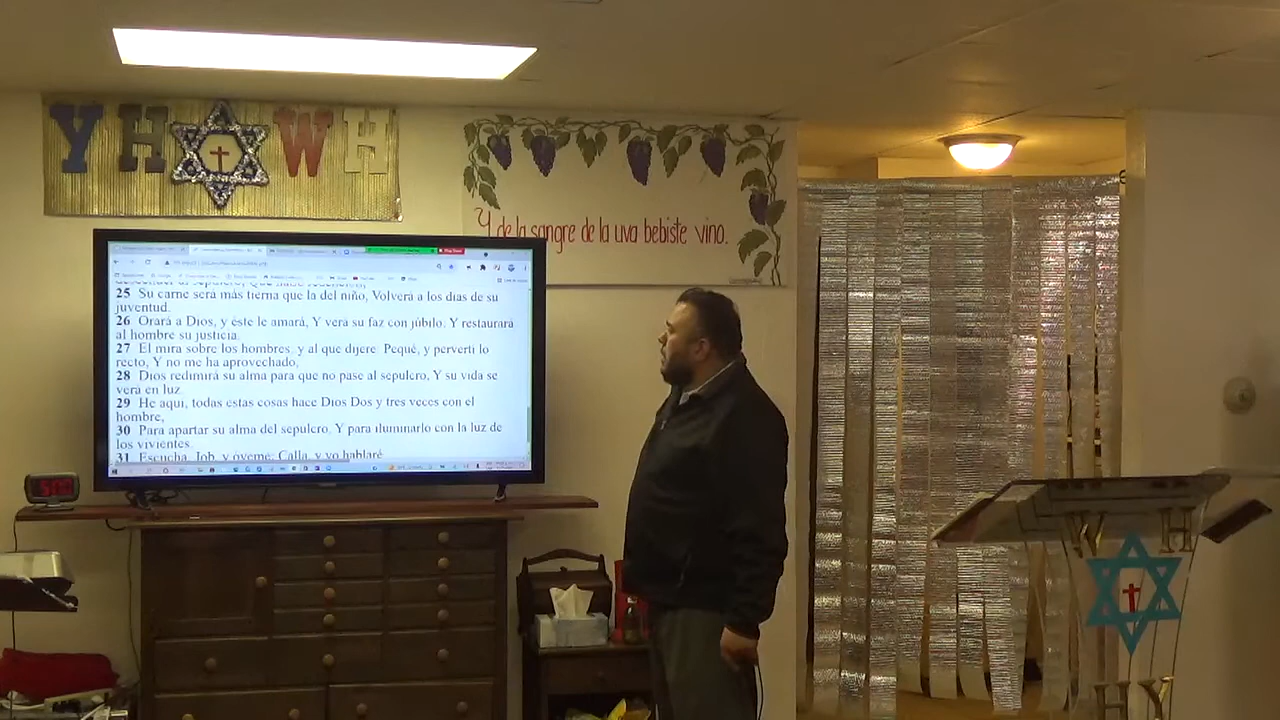 Y H W H
Y de la sangre de la uva bebiste vino.
25 Su carne será más tierna que la del niño, Volverá a los días de su
juventud.
26 Orará a Dios, y éste le amará, Y verá su faz con júbilo; Y restaurará
al hombre su justicia.
27 El mira sobre los hombres; y al que dijere: Pequé, y pervertí lo
recto, Y no me ha aprovechado,
28 Dios redimirá su alma para que no pase al sepulcro, Y su vida se
verá en luz.
29 He aquí, todas estas cosas hace Dios Dos y tres veces con el
hombre,
30 Para apartar su alma del sepulcro, Y para iluminarlo con la luz de
los vivientes.
31 Escucha, Job, y óyeme; Calla, y yo hablaré